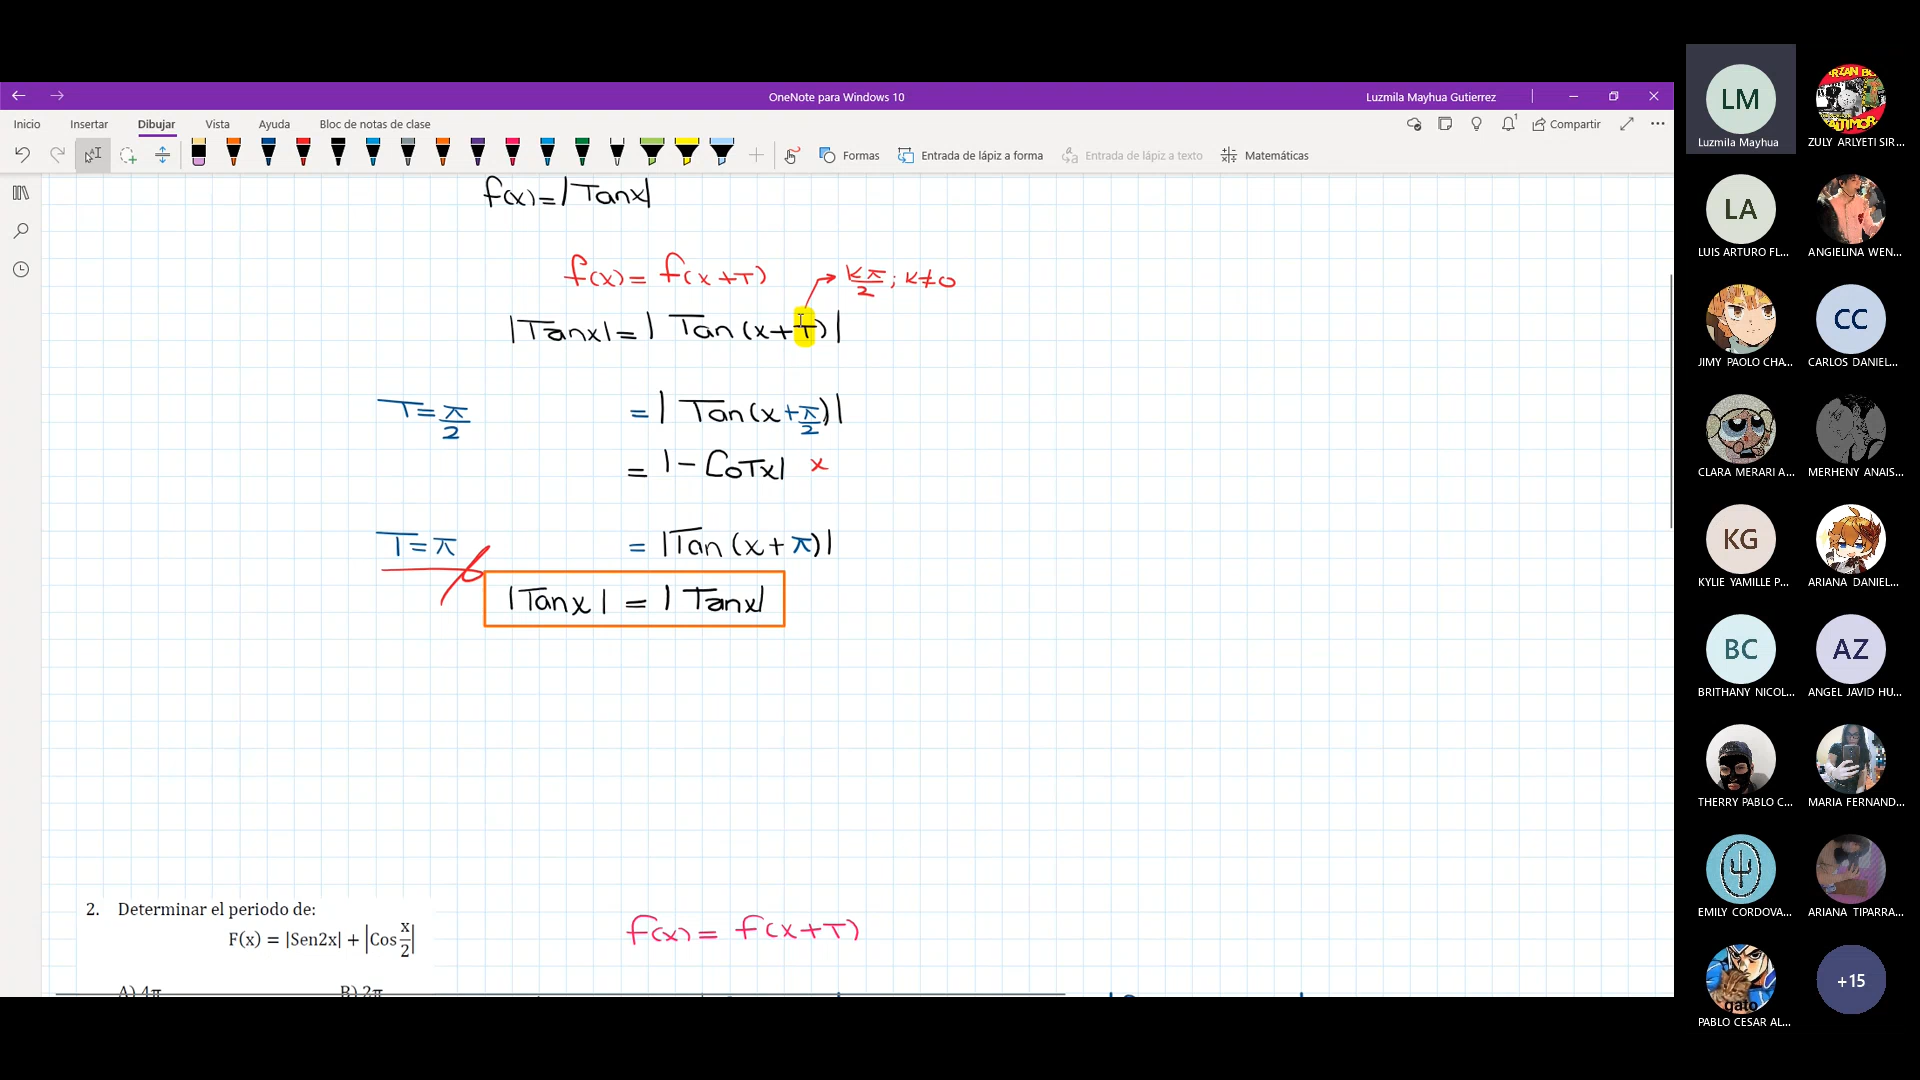 OneNote para Windows 10
Luzmila Mayhua Gutierrez
Inicio Insertar Dibujar Vista Ayuda Bloc de notas de clase
Compartir
Formas Entrada de lápiz a forma Entrada de lápiz a texto Matemáticas
f(x)=|Tanx|
f(x)= f(x+T) → kπ/2 ; k≠0
|Tanx|= | Tan (x+T)|
T=π/2 = | Tan(x+π/2)|
= |- CoTx| x
T=π = |Tan (x+π)|
|Tanx| = |Tanx|
2. Determinar el periodo de:
F(x) = |Sen2x| + |Cos x/2|
f(x)= f(x+T)
A) 4π B) 2π
LM
Luzmila Mayhua
ZULY ARLYETI SIR...
LA
LUIS ARTURO FL...
ANGIELINA WEN...
JIMY PAOLO CHA...
CC
CARLOS DANIEL...
CLARA MERARI A...
MERHENY ANAIS...
KG
KYLIE YAMILLE P...
ARIANA DANIEL...
BC
BRITHANY NICOL...
AZ
ANGEL JAVID HU...
THERRY PABLO C...
MARIA FERNAND...
EMILY CORDOVA...
ARIANA TIPARRA...
gato
PABLO CESAR AL...
+15